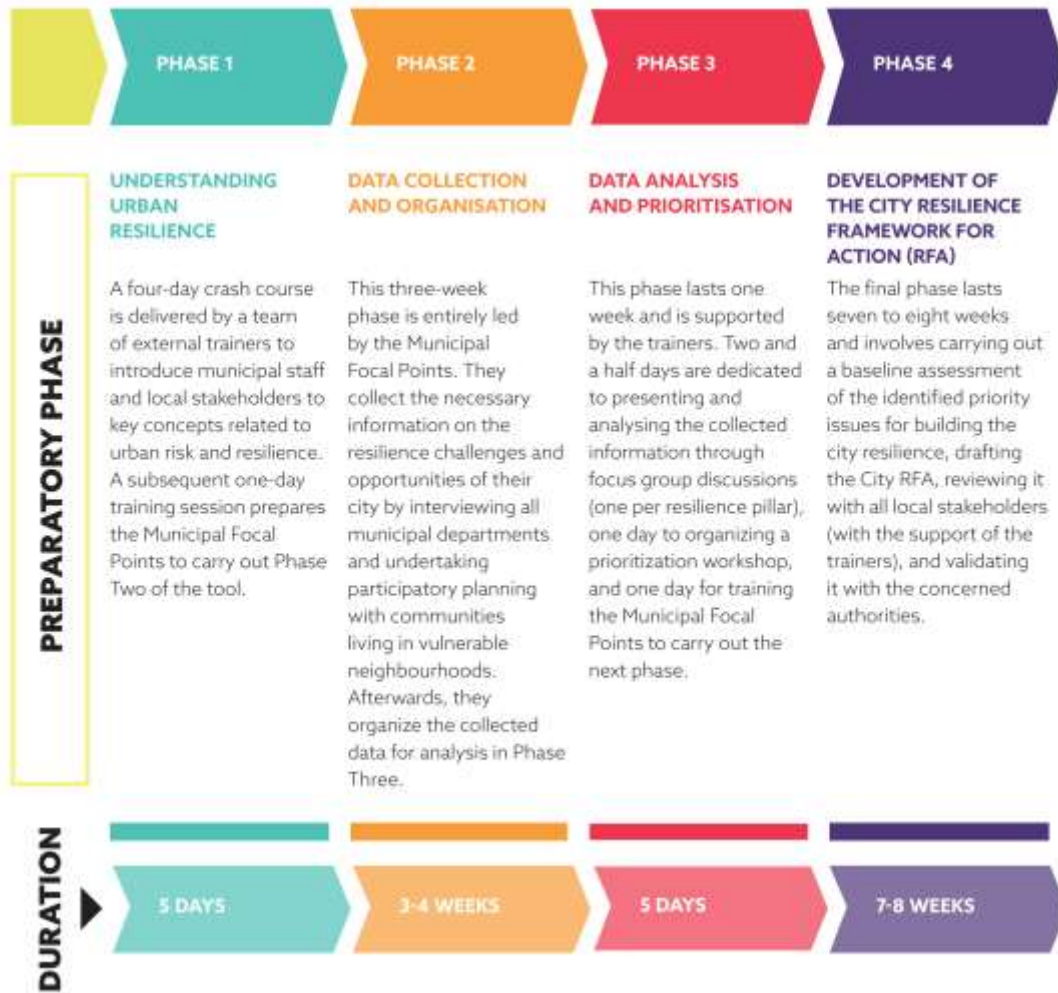 PHASE 1
PHASE 2
PHASE 3
PHASE 4
PREPARATORY PHASE
UNDERSTANDING
URBAN
RESILIENCE
A four-day crash course
is delivered by a team
of external trainers to
introduce municipal staff
and local stakeholders to
key concepts related to
urban risk and resilience.
A subsequent one-day
training session prepares
the Municipal Focal
Points to carry out Phase
Two of the tool.
DATA COLLECTION
AND ORGANISATION
This three-week
phase is entirely led
by the Municipal
Focal Points. They
collect the necessary
information on the
resilience challenges and
opportunities of their
city by interviewing all
municipal departments
and undertaking
participatory planning
with communities
living in vulnerable
neighbourhoods.
Afterwards, they
organize the collected
data for analysis in Phase
Three.
DATA ANALYSIS
AND PRIORITISATION
This phase lasts one
week and is supported
by the trainers. Two and
a half days are dedicated
to presenting and
analysing the collected
information through
focus group discussions
(one per resilience pillar),
one day to organizing a
prioritization workshop,
and one day for training
the Municipal Focal
Points to carry out the
next phase.
DEVELOPMENT OF
THE CITY RESILIENCE
FRAMEWORK FOR
ACTION (RFA)
The final phase lasts
seven to eight weeks
and involves carrying out
a baseline assessment
of the identified priority
issues for building the
city resilience, drafting
the City RFA, reviewing it
with all local stakeholders
(with the support of the
trainers), and validating
it with the concerned
authorities.
DURATION
5 DAYS
3-4 WEEKS
5 DAYS
7-8 WEEKS